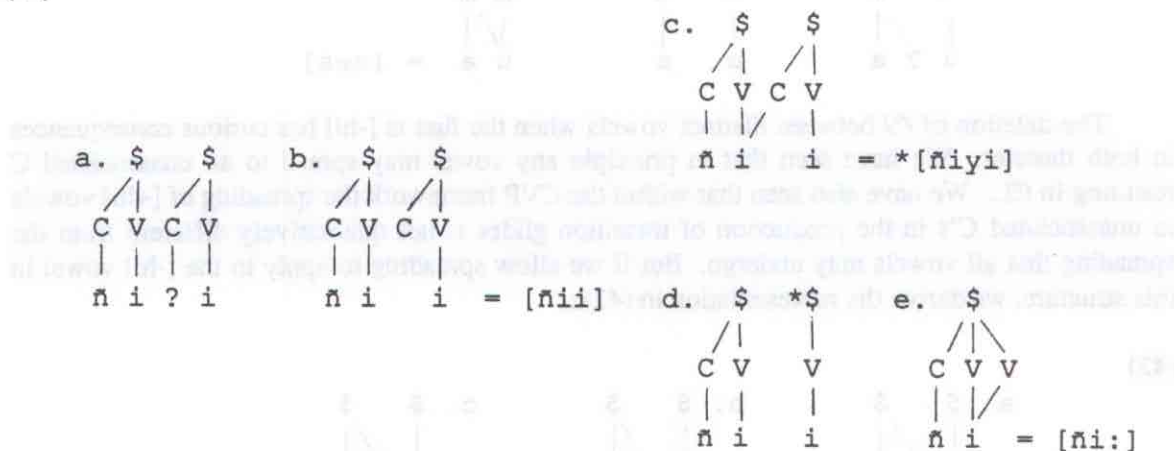 c. $ $
C V C V
ñ i i = *[ñiyi]
a. $ $ b. $ $
C V C V C V C V
ñ i ? i ñ i i = [ñii]
d. $ *$ e. $
C V V C V V
ñ i i ñ i = [ñi:]